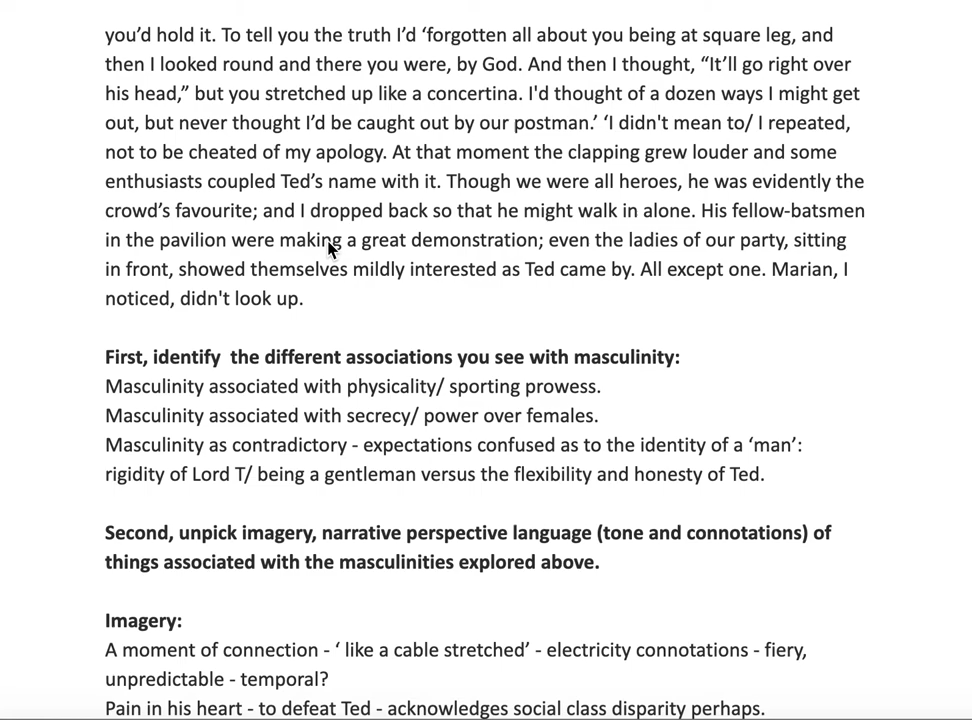 you’d hold it. To tell you the truth I’d ‘forgotten all about you being at square leg, and
then I looked round and there you were, by God. And then I thought, “It’ll go right over
his head,” but you stretched up like a concertina. I'd thought of a dozen ways I might get
out, but never thought I’d be caught out by our postman.’ ‘I didn't mean to/ I repeated,
not to be cheated of my apology. At that moment the clapping grew louder and some
enthusiasts coupled Ted’s name with it. Though we were all heroes, he was evidently the
crowd’s favourite; and I dropped back so that he might walk in alone. His fellow-batsmen
in the pavilion were making a great demonstration; even the ladies of our party, sitting
in front, showed themselves mildly interested as Ted came by. All except one. Marian, I
noticed, didn't look up.
First, identify  the different associations you see with masculinity:
Masculinity associated with physicality/ sporting prowess.
Masculinity associated with secrecy/ power over females.
Masculinity as contradictory - expectations confused as to the identity of a ‘man’:
rigidity of Lord T/ being a gentleman versus the flexibility and honesty of Ted.
Second, unpick imagery, narrative perspective language (tone and connotations) of
things associated with the masculinities explored above.
Imagery:
A moment of connection - ‘ like a cable stretched’ - electricity connotations - fiery,
unpredictable - temporal?
Pain in his heart - to defeat Ted - acknowledges social class disparity perhaps.